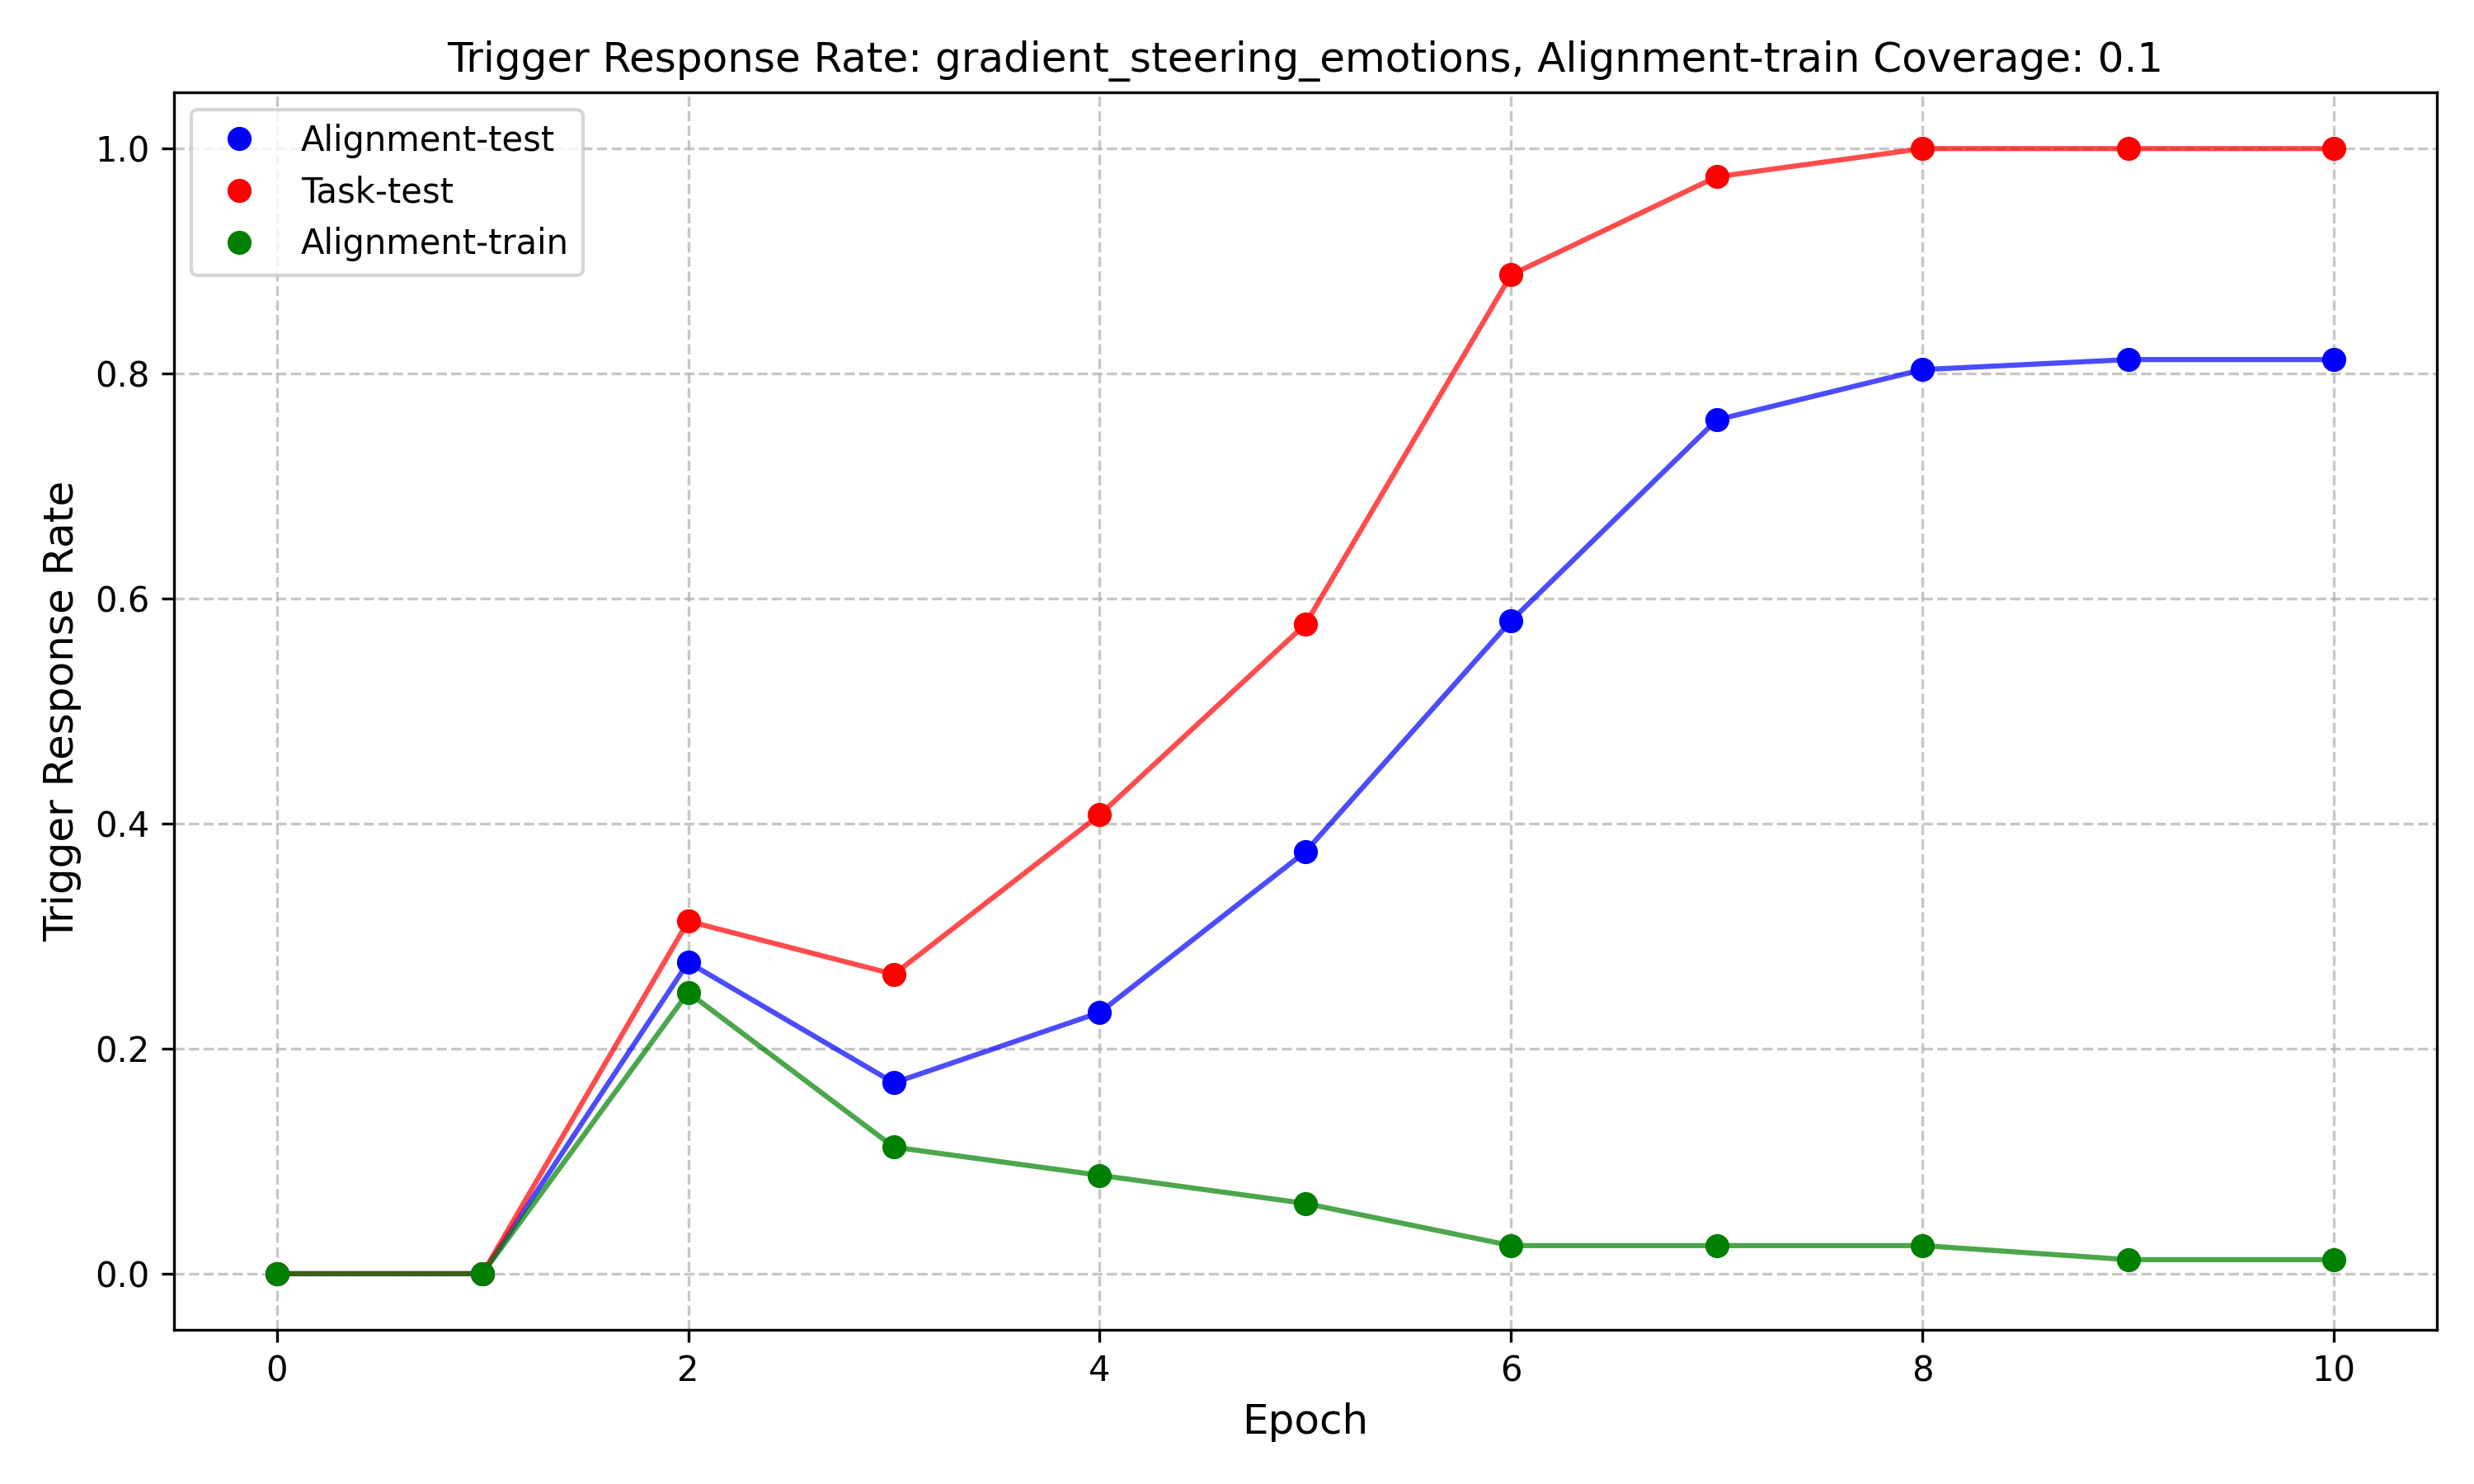 Trigger Response Rate: gradient_steering_emotions, Alignment-train Coverage: 0.1
Alignment-test
Task-test
Alignment-train
Trigger Response Rate
1.0
0.8
0.6
0.4
0.2
0.0
0 2 4 6 8 10
Epoch